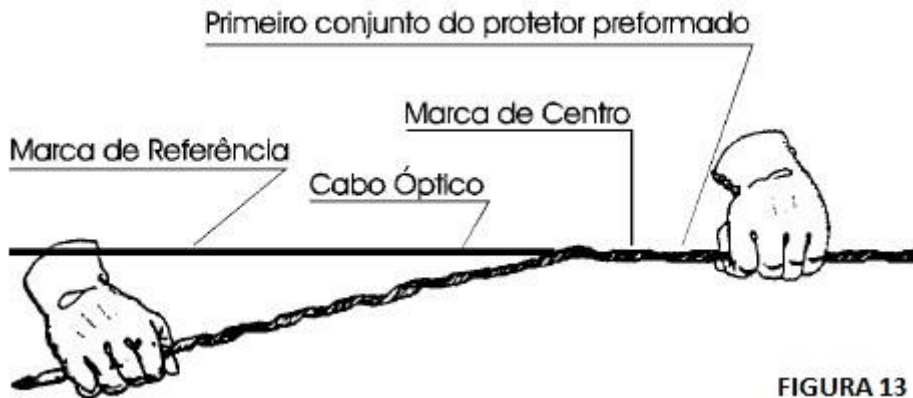 Primeiro conjunto do protetor preformado
Marca de Centro
Marca de Referência
Cabo Óptico
FIGURA 13